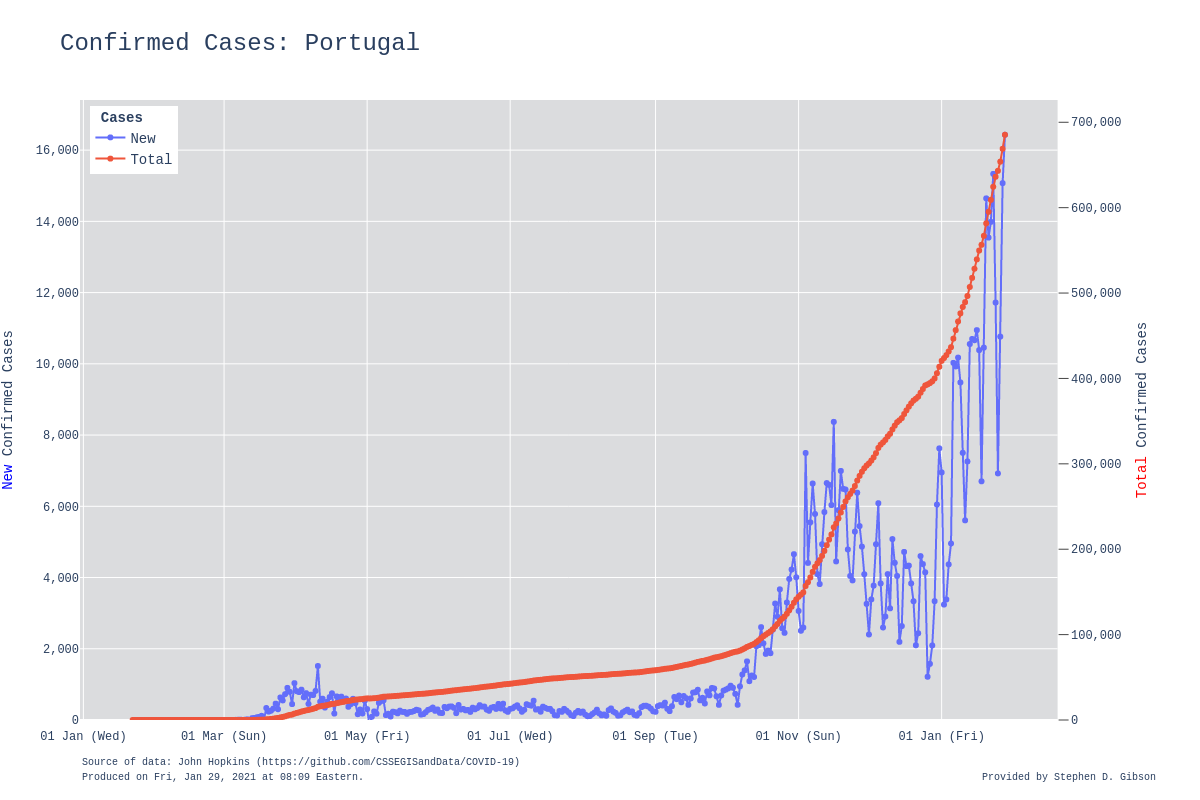 Confirmed Cases: Portugal
Cases
New
Total
16,000
14,000
12,000
10,000
8,000
6,000
4,000
2,000
0
New Confirmed Cases
700,000
600,000
500,000
400,000
300,000
200,000
100,000
0
Total Confirmed Cases
01 Jan (Wed)
01 Mar (Sun)
01 May (Fri)
01 Jul (Wed)
01 Sep (Tue)
01 Nov (Sun)
01 Jan (Fri)
Source of data: John Hopkins (https://github.com/CSSEGISandData/COVID-19)
Produced on Fri, Jan 29, 2021 at 08:09 Eastern.
Provided by Stephen D. Gibson